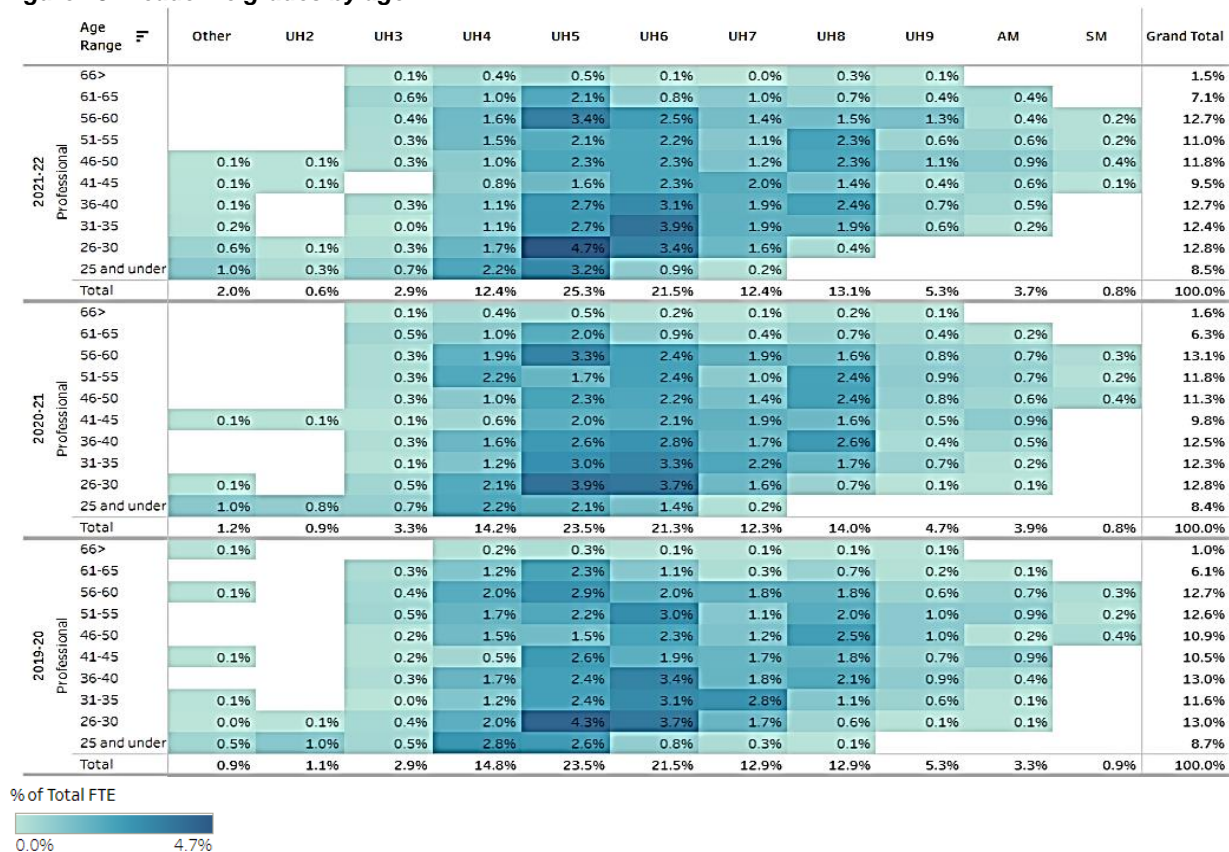 grades by age
Age Range Other UH2 UH3 UH4 UH5 UH6 UH7 UH8 UH9 AM SM Grand Total
2021-22 Professional
66> 0.1% 0.4% 0.5% 0.1% 0.0% 0.3% 0.1% 1.5%
61-65 0.6% 1.0% 2.1% 0.8% 1.0% 0.7% 0.4% 0.4% 7.1%
56-60 0.4% 1.6% 3.4% 2.5% 1.4% 1.5% 1.3% 0.4% 0.2% 12.7%
51-55 0.3% 1.5% 2.1% 2.2% 1.1% 2.3% 0.6% 0.6% 0.2% 11.0%
46-50 0.1% 0.1% 0.3% 1.0% 2.3% 2.3% 1.2% 2.3% 1.1% 0.9% 0.4% 11.8%
41-45 0.1% 0.1% 0.8% 1.6% 2.3% 2.0% 1.4% 0.4% 0.6% 0.1% 9.5%
36-40 0.1% 0.3% 1.1% 2.7% 3.1% 1.9% 2.4% 0.7% 0.5% 12.7%
31-35 0.2% 0.0% 1.1% 2.7% 3.9% 1.9% 1.9% 0.6% 0.2% 12.4%
26-30 0.6% 0.1% 0.3% 1.7% 4.7% 3.4% 1.6% 0.4% 12.8%
25 and under 1.0% 0.3% 0.7% 2.2% 3.2% 0.9% 0.2% 8.5%
Total 2.0% 0.6% 2.9% 12.4% 25.3% 21.5% 12.4% 13.1% 5.3% 3.7% 0.8% 100.0%
2020-21 Professional
66> 0.1% 0.4% 0.5% 0.2% 0.1% 0.2% 0.1% 1.6%
61-65 0.5% 1.0% 2.0% 0.9% 0.4% 0.7% 0.4% 0.2% 6.3%
56-60 0.3% 1.9% 3.3% 2.4% 1.9% 1.6% 0.8% 0.7% 0.3% 13.1%
51-55 0.3% 2.2% 1.7% 2.4% 1.0% 2.4% 0.9% 0.7% 0.2% 11.8%
46-50 0.3% 1.0% 2.3% 2.2% 1.4% 2.4% 0.8% 0.6% 0.4% 11.3%
41-45 0.1% 0.1% 0.1% 0.6% 2.0% 2.1% 1.9% 1.6% 0.5% 0.9% 9.8%
36-40 0.3% 1.6% 2.6% 2.8% 1.7% 2.6% 0.4% 0.5% 12.5%
31-35 0.1% 1.2% 3.0% 3.3% 2.2% 1.7% 0.7% 0.2% 12.3%
26-30 0.1% 0.5% 2.1% 3.9% 3.7% 1.6% 0.7% 0.1% 0.1% 12.8%
25 and under 1.0% 0.8% 0.7% 2.2% 2.1% 1.4% 0.2% 8.4%
Total 1.2% 0.9% 3.3% 14.2% 23.5% 21.3% 12.3% 14.0% 4.7% 3.9% 0.8% 100.0%
2019-20 Professional
66> 0.1% 0.2% 0.3% 0.1% 0.1% 0.1% 0.1% 1.0%
61-65 0.3% 1.2% 2.3% 1.1% 0.3% 0.7% 0.2% 0.1% 6.1%
56-60 0.1% 0.4% 2.0% 2.9% 2.0% 1.8% 1.8% 0.6% 0.7% 0.3% 12.7%
51-55 0.5% 1.7% 2.2% 3.0% 1.1% 2.0% 1.0% 0.9% 0.2% 12.6%
46-50 0.2% 1.5% 1.5% 2.3% 1.2% 2.5% 1.0% 0.2% 0.4% 10.9%
41-45 0.1% 0.2% 0.5% 2.6% 1.9% 1.7% 1.8% 0.7% 0.9% 10.5%
36-40 0.3% 1.7% 2.4% 3.4% 1.8% 2.1% 0.9% 0.4% 13.0%
31-35 0.1% 0.0% 1.2% 2.4% 3.1% 2.8% 1.1% 0.6% 0.1% 11.6%
26-30 0.0% 0.1% 0.4% 2.0% 4.3% 3.7% 1.7% 0.6% 0.1% 0.1% 13.0%
25 and under 0.5% 1.0% 0.5% 2.8% 2.6% 0.8% 0.3% 0.1% 8.7%
Total 0.9% 1.1% 2.9% 14.8% 23.5% 21.5% 12.9% 12.9% 5.3% 3.3% 0.9% 100.0%
% of Total FTE
0.0% 4.7%